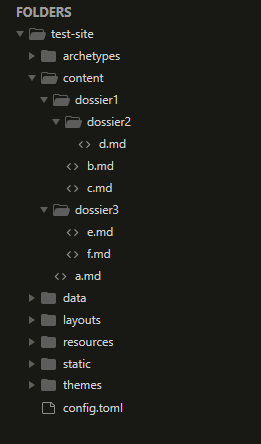 FOLDERS
test-site
archetypes
content
dossier1
dossier2
d.md
b.md
c.md
dossier3
e.md
f.md
a.md
data
layouts
resources
static
themes
config.toml